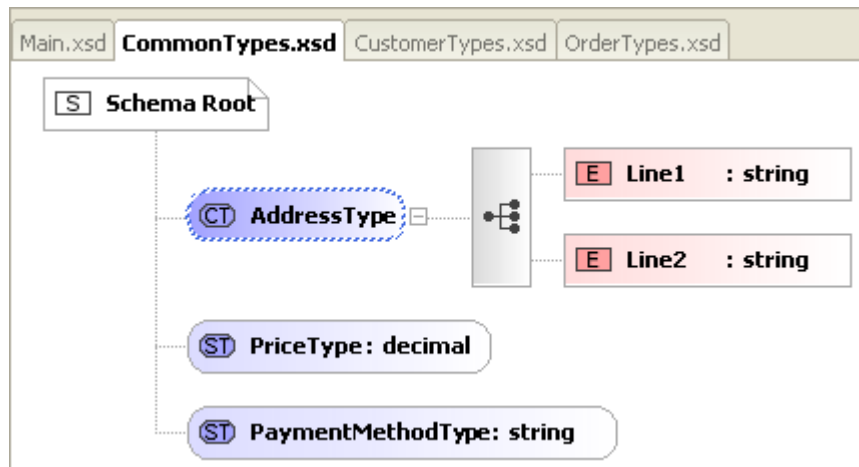 Main.xsd CommonTypes.xsd CustomerTypes.xsd OrderTypes.xsd
S Schema Root
E Line1 : string
CT AddressType
E Line2 : string
ST PriceType: decimal
ST PaymentMethodType: string